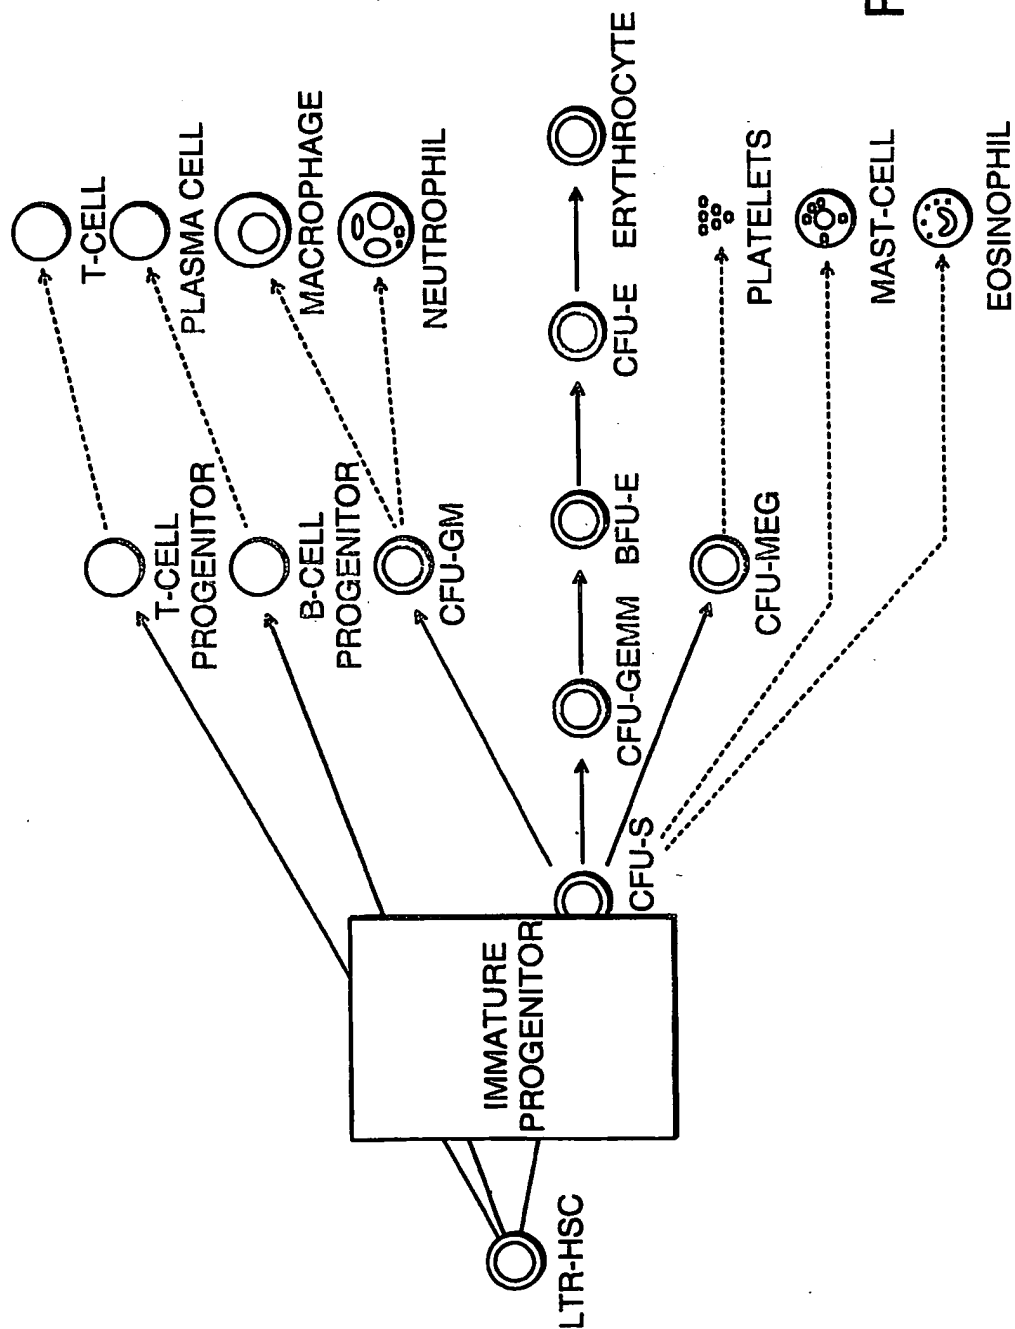 LTR-HSC
IMMATURE
PROGENITOR
CFU-S
T-CELL
PROGENITOR
B-CELL
PROGENITOR
CFU-GM
CFU-GEMM
BFU-E
CFU-E
ERYTHROCYTE
CFU-MEG
T-CELL
PLASMA CELL
MACROPHAGE
NEUTROPHIL
PLATELETS
MAST-CELL
EOSINOPHIL